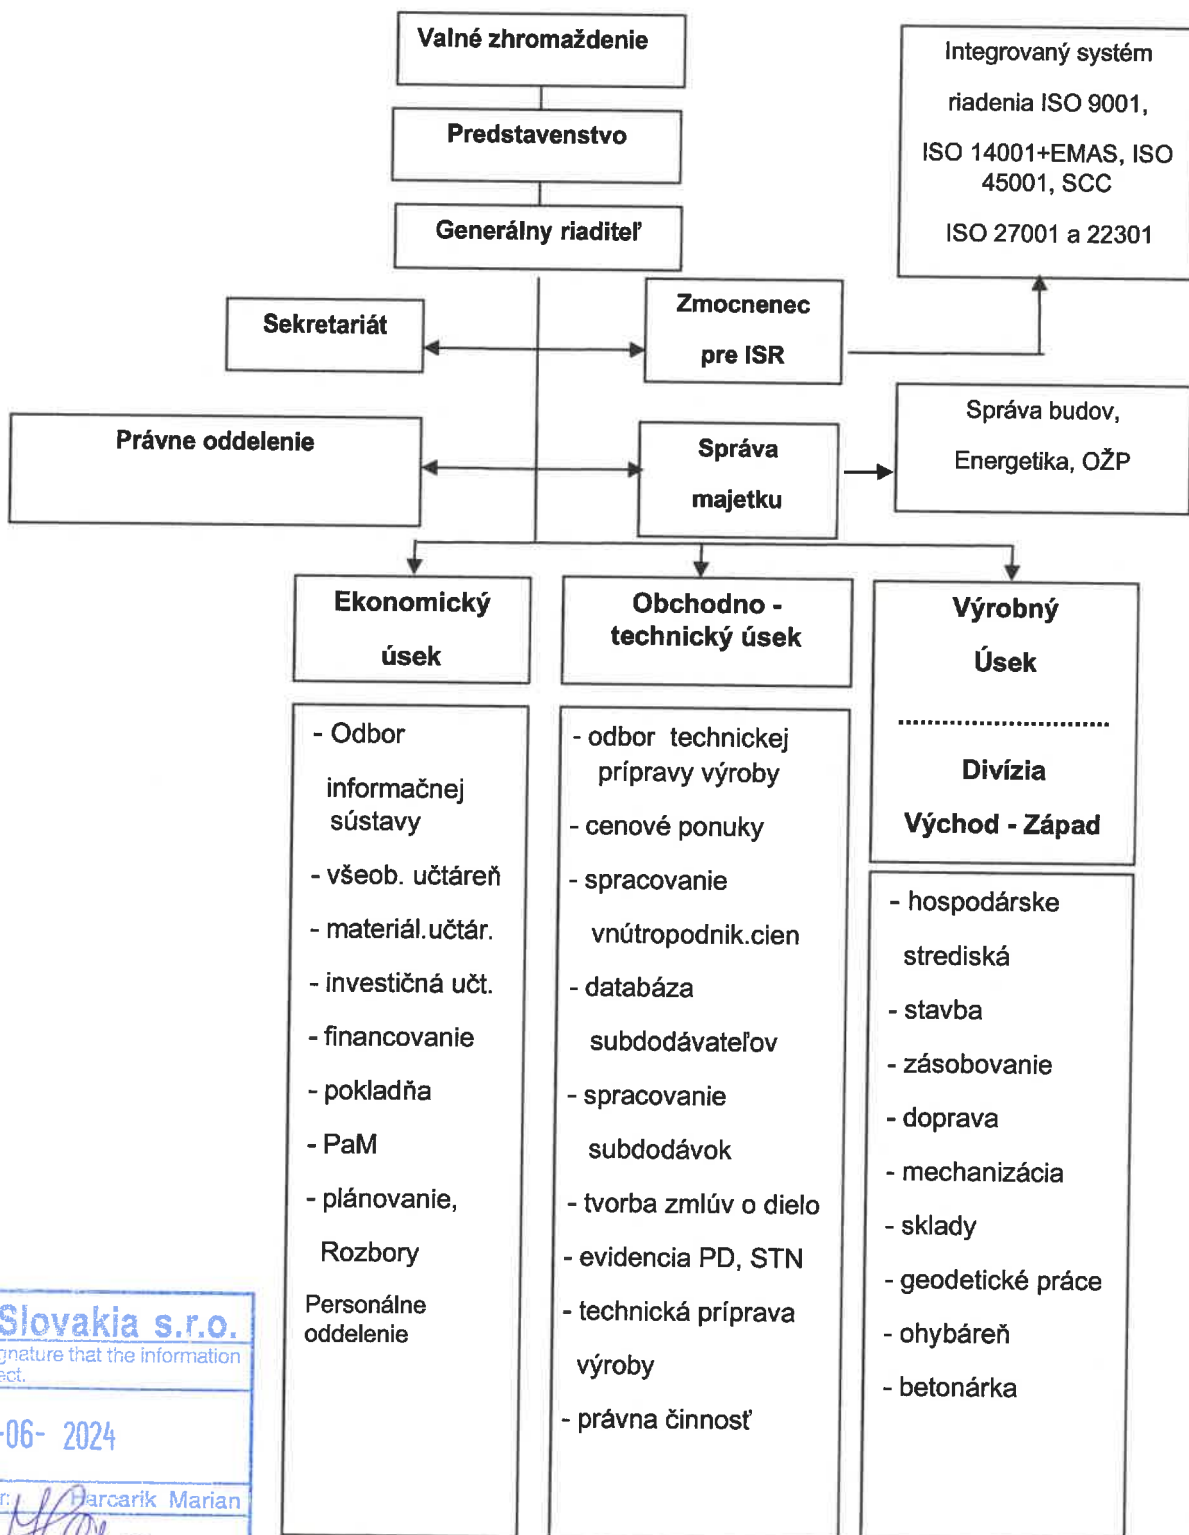 Valné zhromaždenie
Predstavenstvo
Generálny riaditeľ
Integrovaný systém
riadenia ISO 9001,
ISO 14001+EMAS, ISO
45001, SCC
ISO 27001 a 22301
Sekretariát
Zmocnenec
pre ISR
Právne oddelenie
Správa
majetku
Správa budov,
Energetika, OŽP
Ekonomický
úsek
- Odbor
informačnej
sústavy
- všeob. učtáreň
- materiál.učtár.
- investičná učt.
- financovanie
- pokladňa
- PaM
- plánovanie,
Rozbory
Personálne
oddelenie
Obchodno -
technický úsek
- odbor technickej
prípravy výroby
- cenové ponuky
- spracovanie
vnútropodnik.cien
- databáza
subdodávateľov
- spracovanie
subdodávok
- tvorba zmlúv o dielo
- evidencia PD, STN
- technická príprava
výroby
- právna činnosť
Výrobný
Úsek
Divízia
Východ - Západ
- hospodárske
strediská
- stavba
- zásobovanie
- doprava
- mechanizácia
- sklady
- geodetické práce
- ohybáreň
- betonárka
Slovakia s.r.o.
that the information
-06- 2024
Harcarik Marian